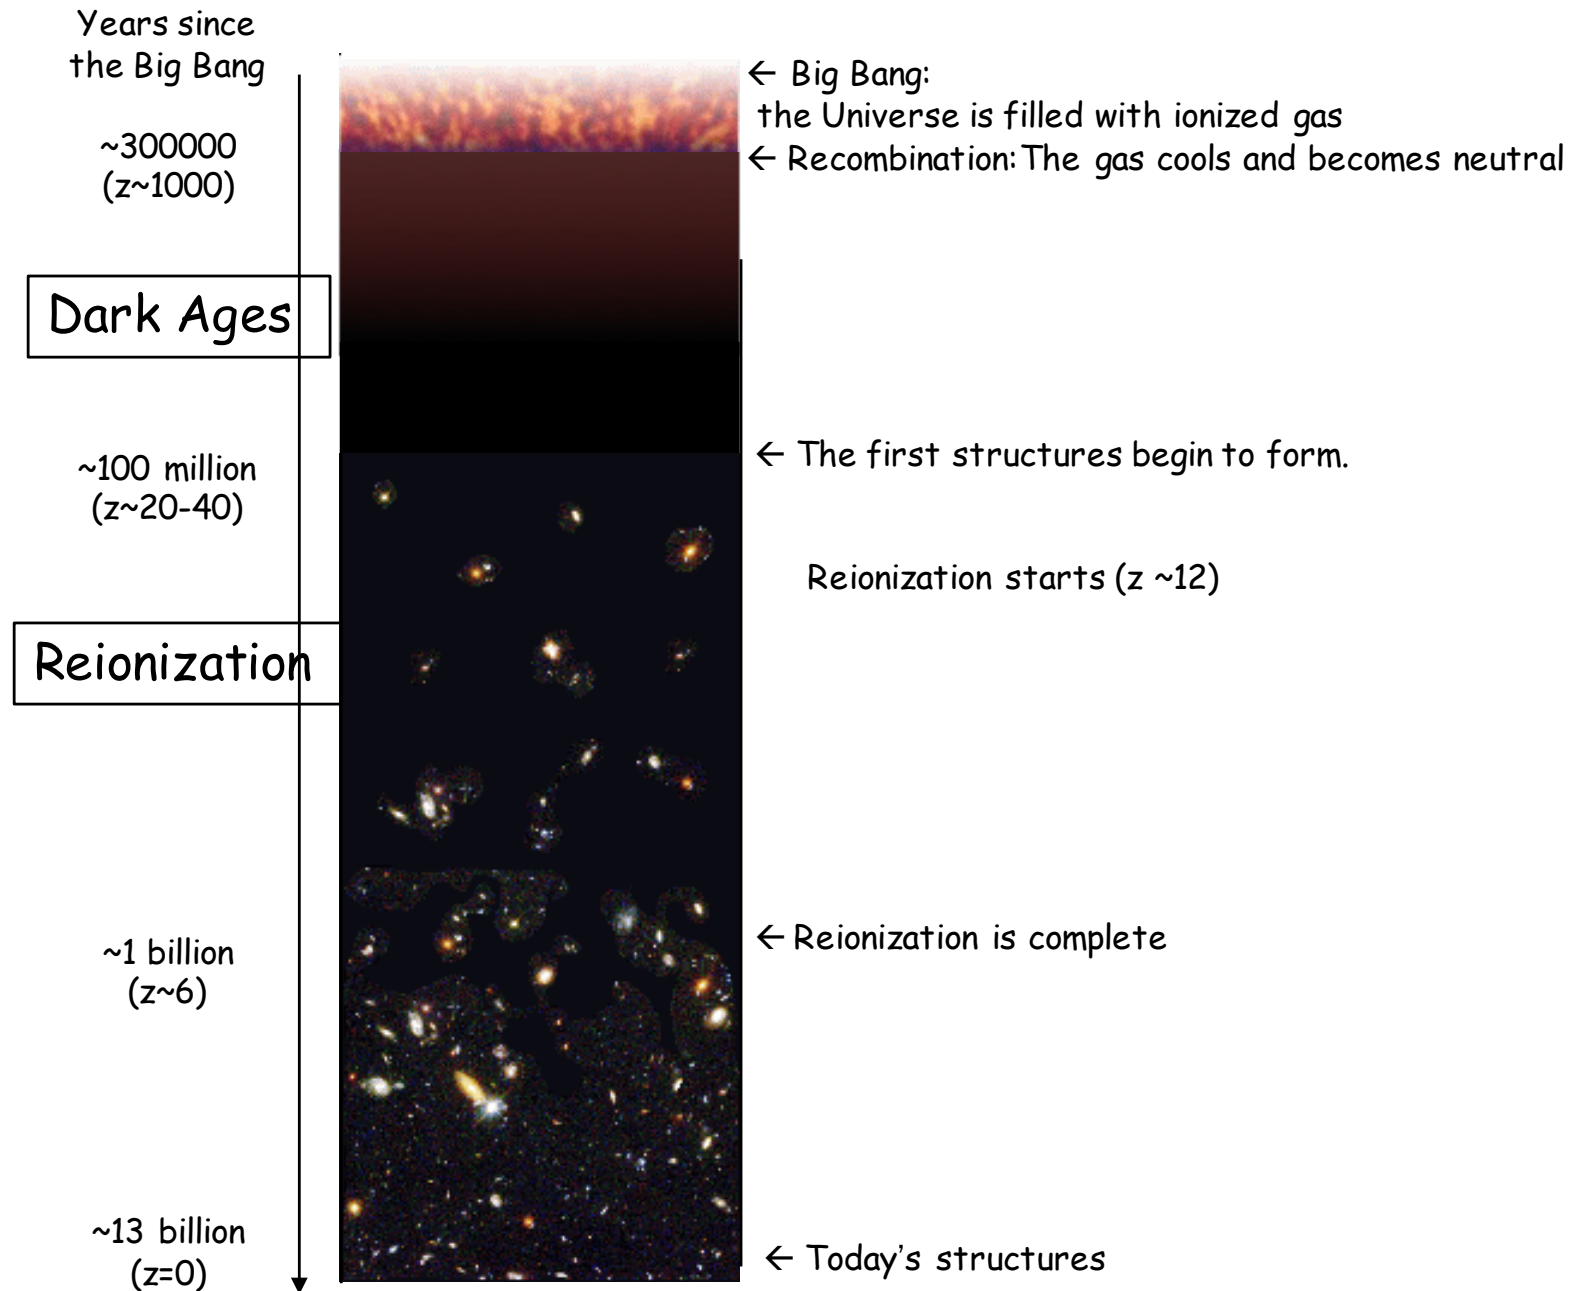 Years since
the Big Bang
← Big Bang:
the Universe is filled with ionized gas
~300000
(z~1000)
← Recombination: The gas cools and becomes neutral
Dark Ages
~100 million
(z~20-40)
← The first structures begin to form.
Reionization starts (z ~12)
Reionization
~1 billion
(z~6)
← Reionization is complete
~13 billion
(z=0)
← Today's structures